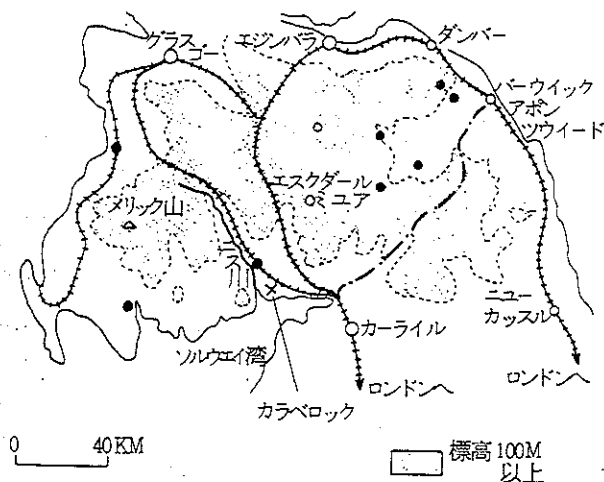 グラス
ゴー
エジンバラ
ダンバー
バーウィック
アポン
ツウィード
エスクダール
ミュア
メリック山
ニス川
ニュー
カッスル
カーライル
ソルウエイ湾
ロンドンへ
ロンドンへ
カラベロック
0 40KM
標高100M
以上